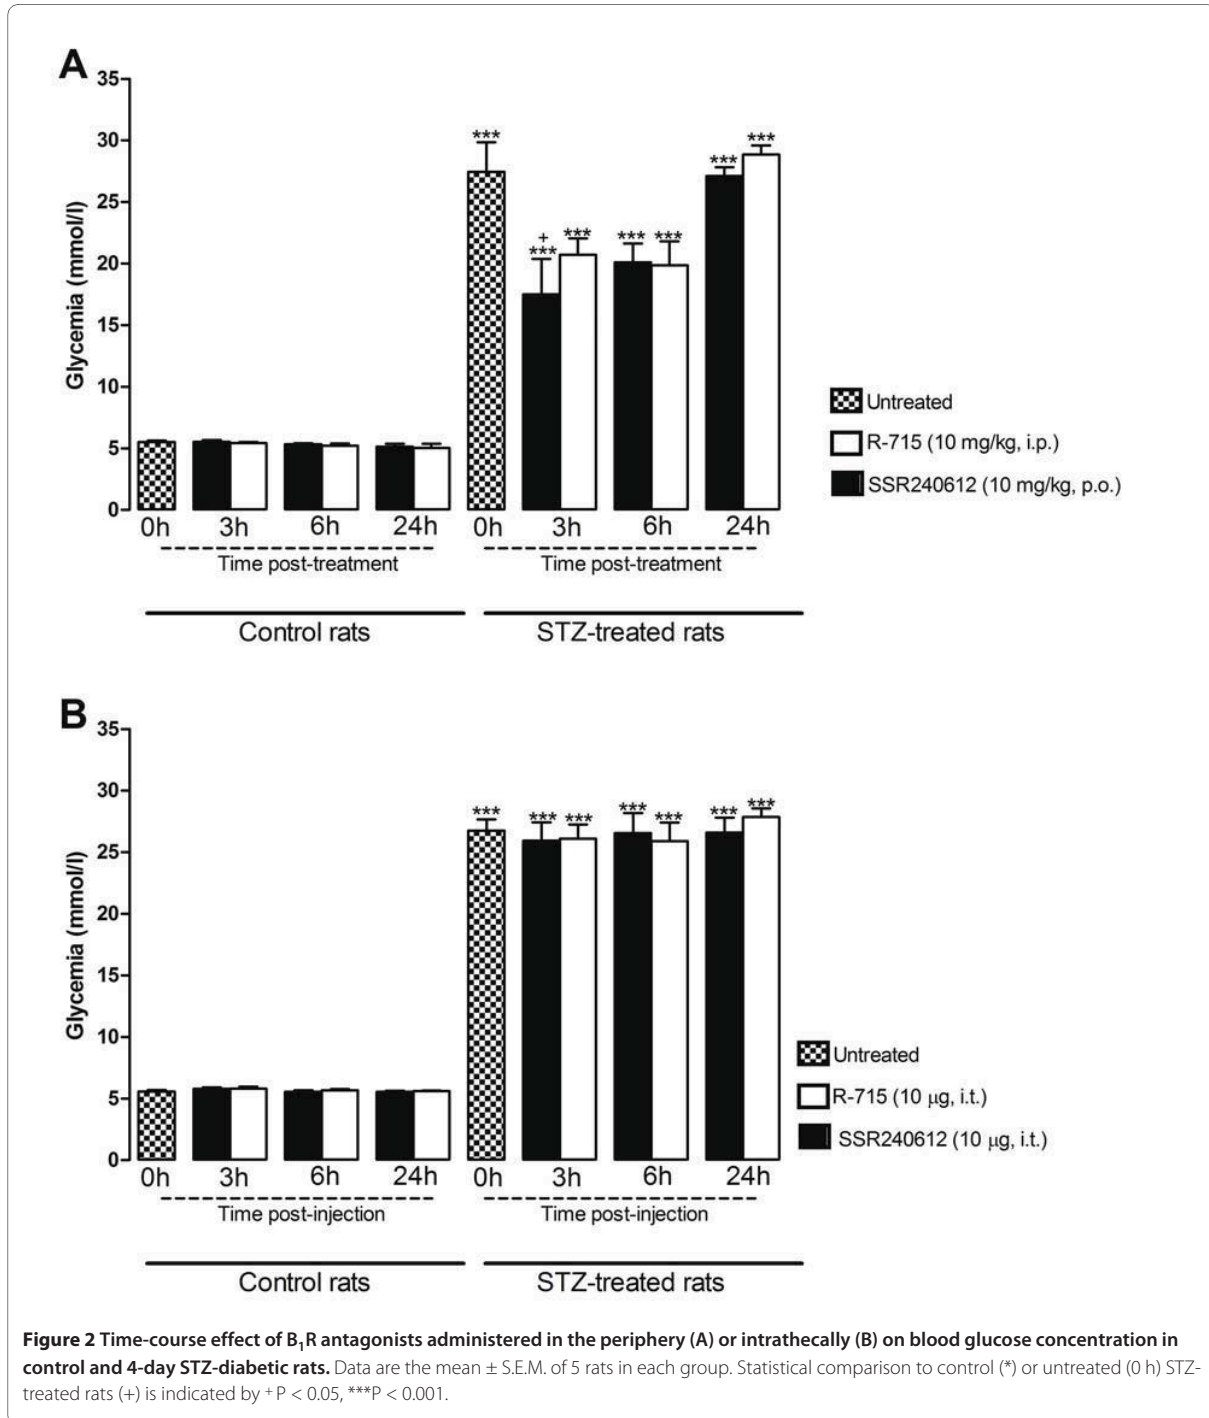 A
35
30
25
20
15
10
5
0
Glycemia (mmol/l)
***
+
***
***
***
***
***
***
Untreated
R-715 (10 mg/kg, i.p.)
SSR240612 (10 mg/kg, p.o.)
0h 3h 6h 24h 0h 3h 6h 24h
Time post-treatment Time post-treatment
Control rats STZ-treated rats
B
35
30
25
20
15
10
5
0
Glycemia (mmol/l)
***
***
***
***
***
***
***
Untreated
R-715 (10 μg, i.t.)
SSR240612 (10 μg, i.t.)
0h 3h 6h 24h 0h 3h 6h 24h
Time post-injection Time post-injection
Control rats STZ-treated rats
Figure 2 Time-course effect of B₁R antagonists administered in the periphery (A) or intrathecally (B) on blood glucose concentration in
control and 4-day STZ-diabetic rats. Data are the mean ± S.E.M. of 5 rats in each group. Statistical comparison to control (*) or untreated (0 h) STZ-
treated rats (+) is indicated by ⁺ P < 0.05, ***P < 0.001.